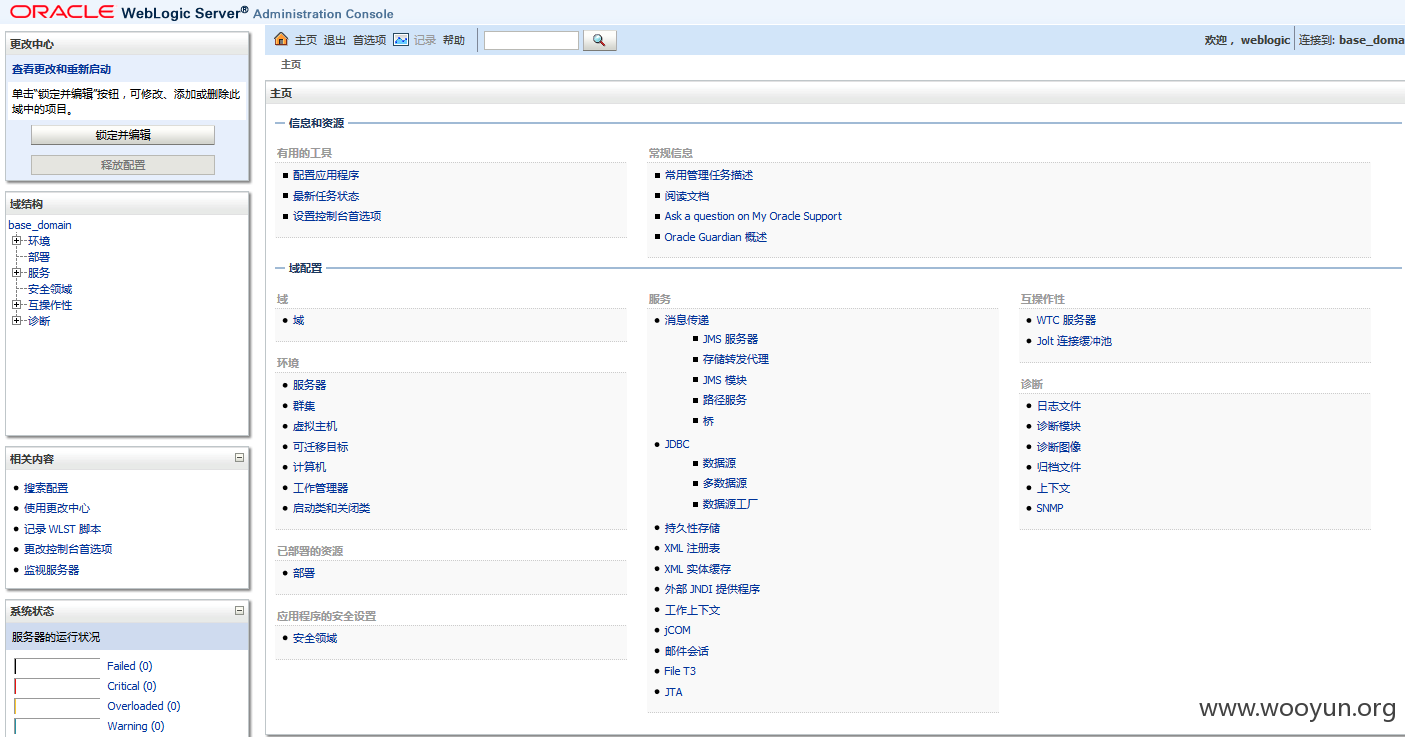 ORACLE WebLogic Server® Administration Console
更改中心
查看更改和重新启动
单击“锁定并编辑”按钮，可修改、添加或删除此
域中的项目。
锁定并编辑
释放配置
域结构
base_domain
环境
部署
服务
安全领域
互操作性
诊断
相关内容
搜索配置
使用更改中心
记录 WLST 脚本
更改控制台首选项
监视服务器
系统状态
服务器的运行状况
Failed (0)
Critical (0)
Overloaded (0)
Warning (0)
主页 退出 首选项 记录 帮助
欢迎， weblogic 连接到: base_doma
主页
主页
信息和资源
有用的工具
配置应用程序
最新任务状态
设置控制台首选项
常规信息
常用管理任务描述
阅读文档
Ask a question on My Oracle Support
Oracle Guardian 概述
域配置
域
域
环境
服务器
群集
虚拟主机
可迁移目标
计算机
工作管理器
启动类和关闭类
已部署的资源
部署
应用程序的安全设置
安全领域
服务
消息传递
JMS 服务器
存储转发代理
JMS 模块
路径服务
桥
JDBC
数据源
多数据源
数据源工厂
持久性存储
XML 注册表
XML 实体缓存
外部 JNDI 提供程序
工作上下文
jCOM
邮件会话
File T3
JTA
互操作性
WTC 服务器
Jolt 连接缓冲池
诊断
日志文件
诊断模块
诊断图像
归档文件
上下文
SNMP
www.wooyun.org